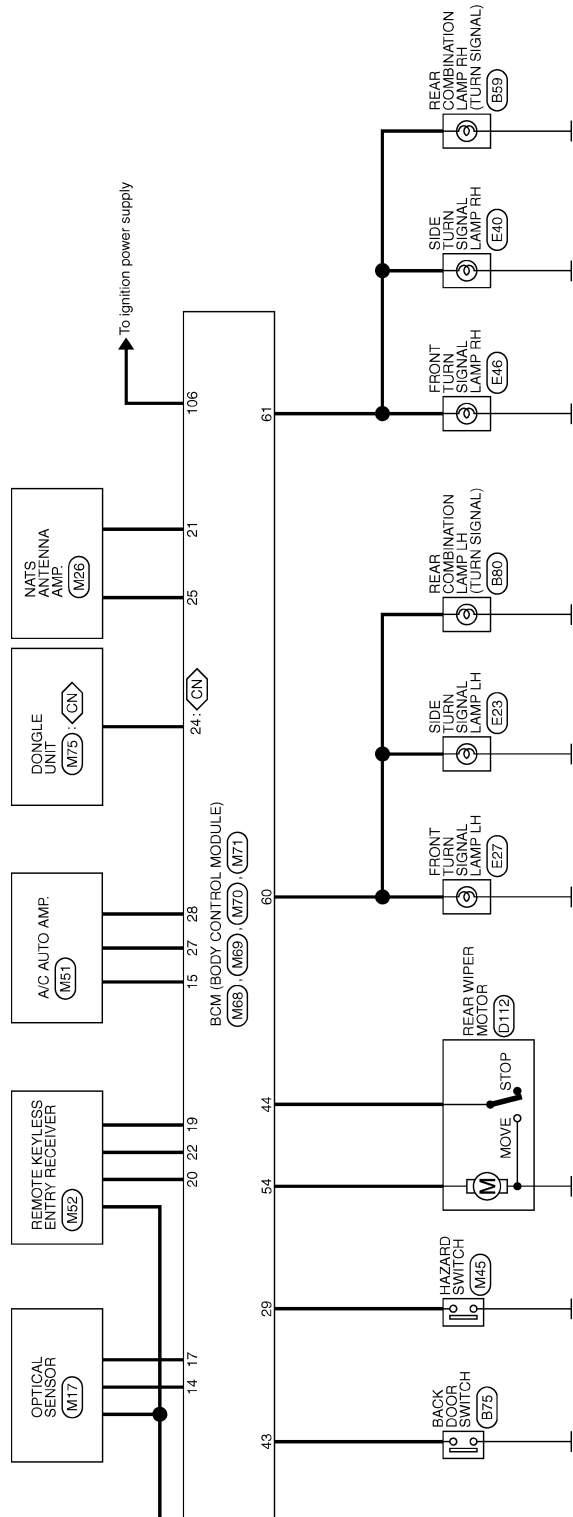 OPTICAL
SENSOR
M17
REMOTE KEYLESS
ENTRY RECEIVER
M52
A/C AUTO AMP.
M51
DONGLE
UNIT
M75 : CN
NATS
ANTENNA
AMP.
M26
To ignition power supply
14
17
20
22
19
15
27
28
24 : CN
25
21
106
BCM (BODY CONTROL MODULE)
M68 , M69 , M70 , M71
43
29
54
44
60
61
BACK
DOOR
SWITCH
B75
HAZARD
SWITCH
M45
REAR WIPER
MOTOR
D112
M
MOVE
STOP
FRONT
TURN
SIGNAL
LAMP LH
E27
SIDE
TURN
SIGNAL
LAMP LH
E23
REAR
COMBINATION
LAMP LH
(TURN SIGNAL)
B80
FRONT
TURN
SIGNAL
LAMP RH
E46
SIDE
TURN
SIGNAL
LAMP RH
E40
REAR
COMBINATION
LAMP RH
(TURN SIGNAL)
B59